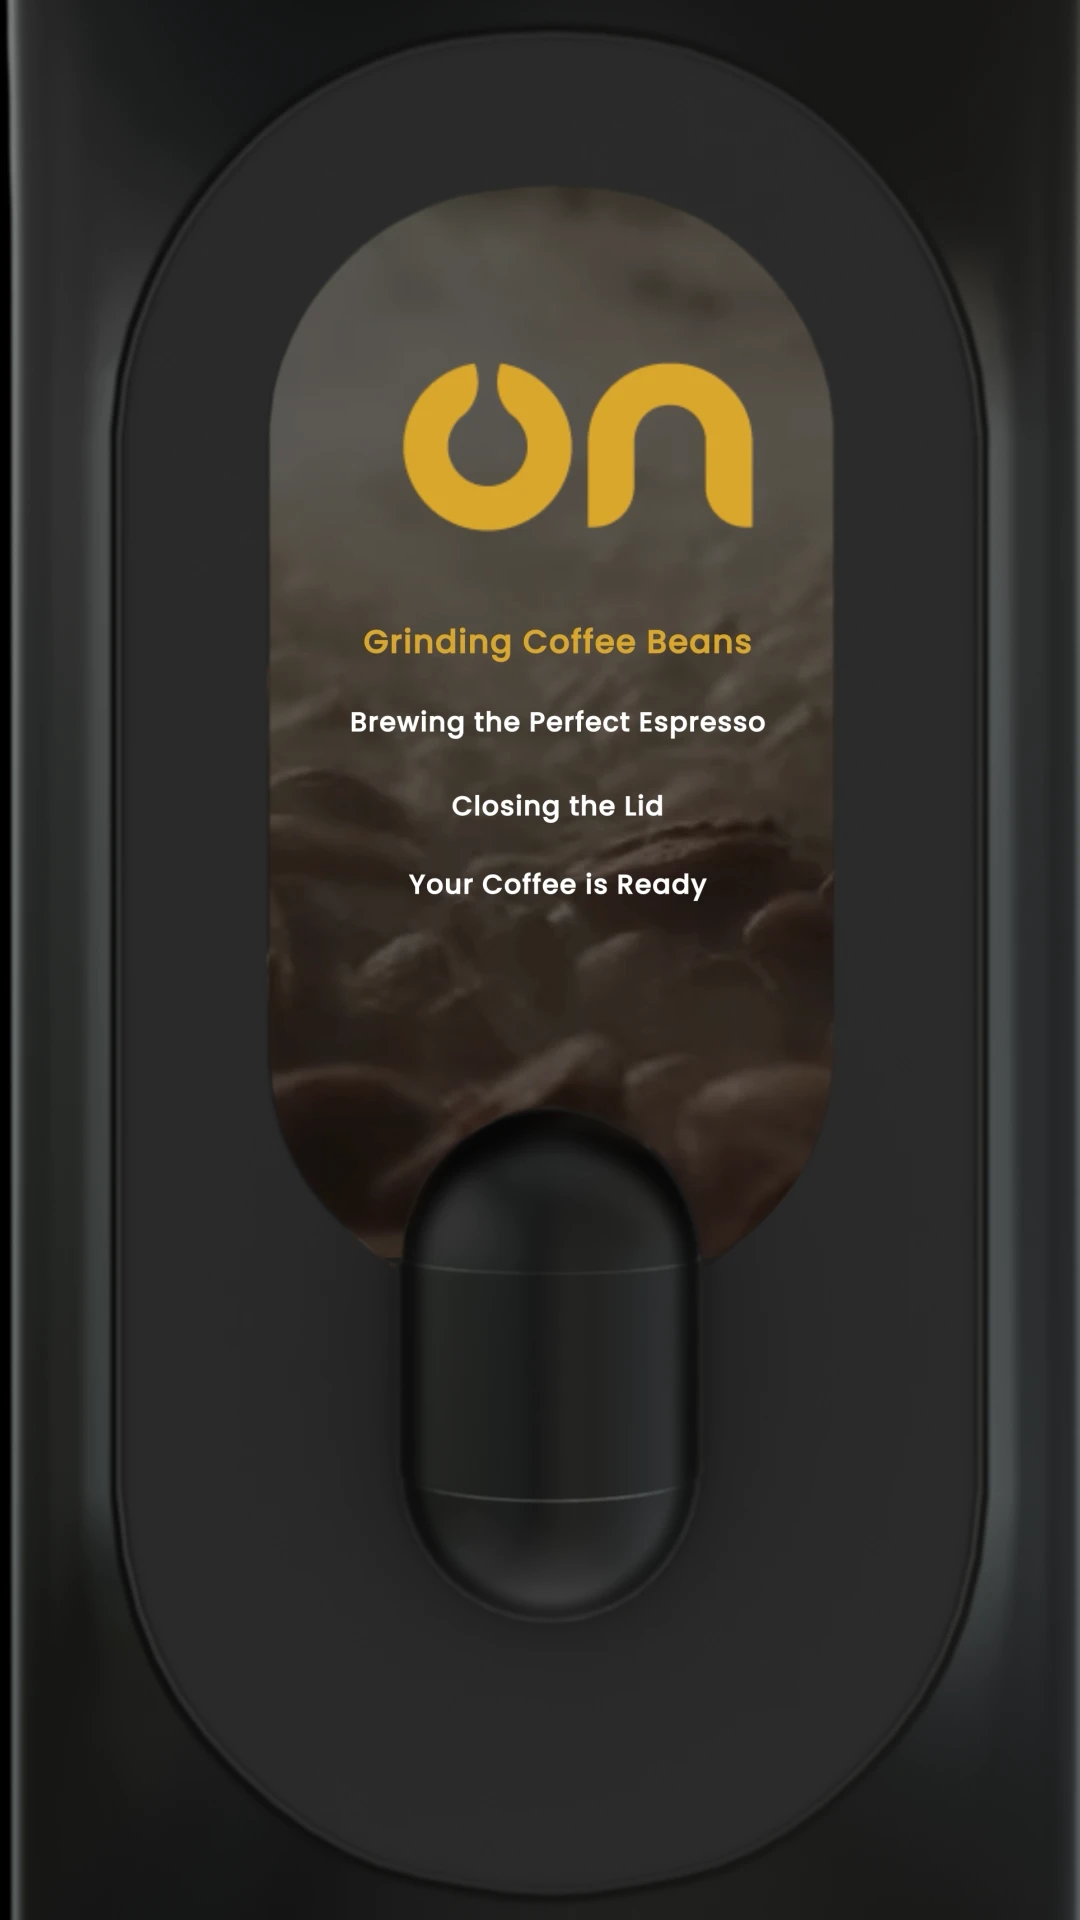 on
Grinding Coffee Beans
Brewing the Perfect Espresso
Closing the Lid
Your Coffee is Ready